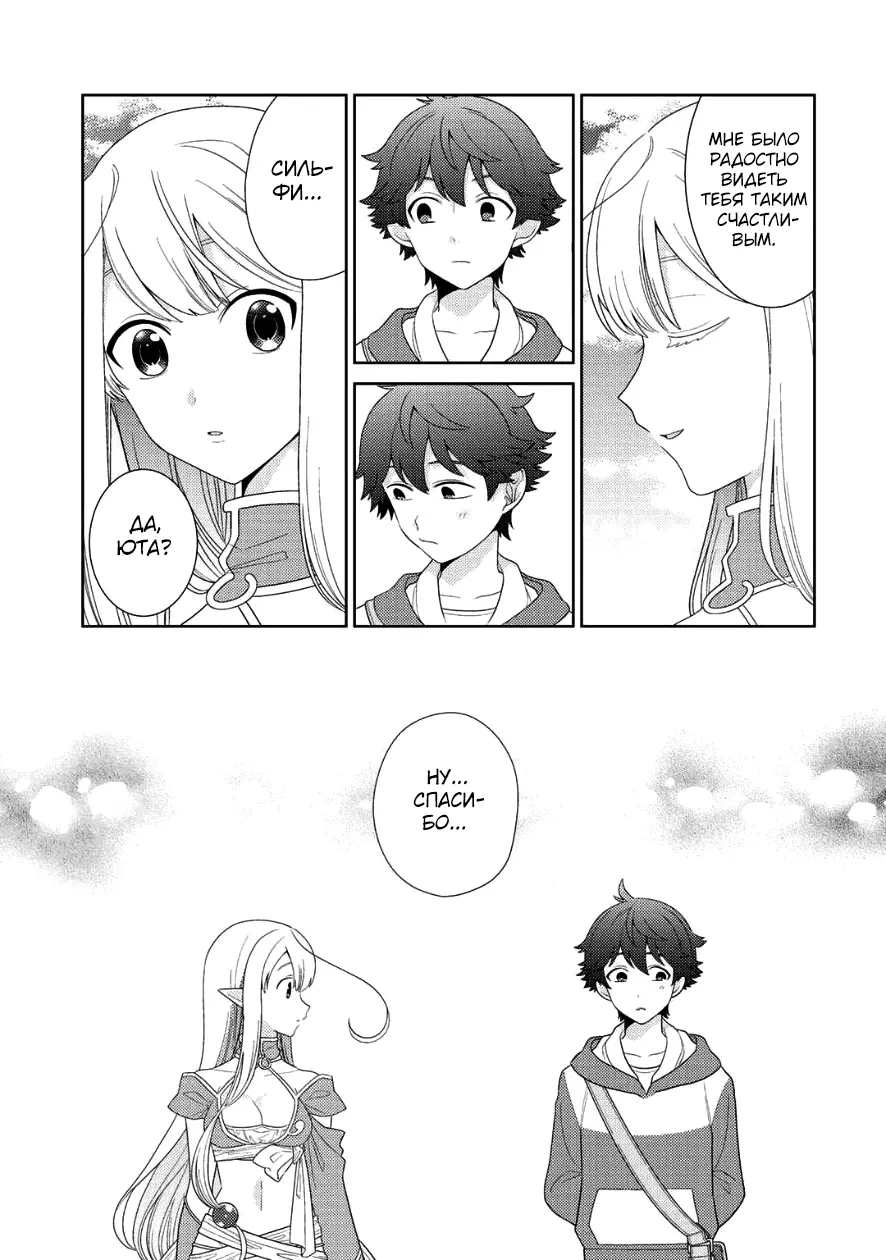 МНЕ БЫЛО
РАДОСТНО
ВИДЕТЬ
ТЕБЯ ТАКИМ
СЧАСТЛИ-
ВЫМ.
СИЛЬ-
ФИ...
ДА,
ЮТА?
НУ...
СПАСИ-
БО...